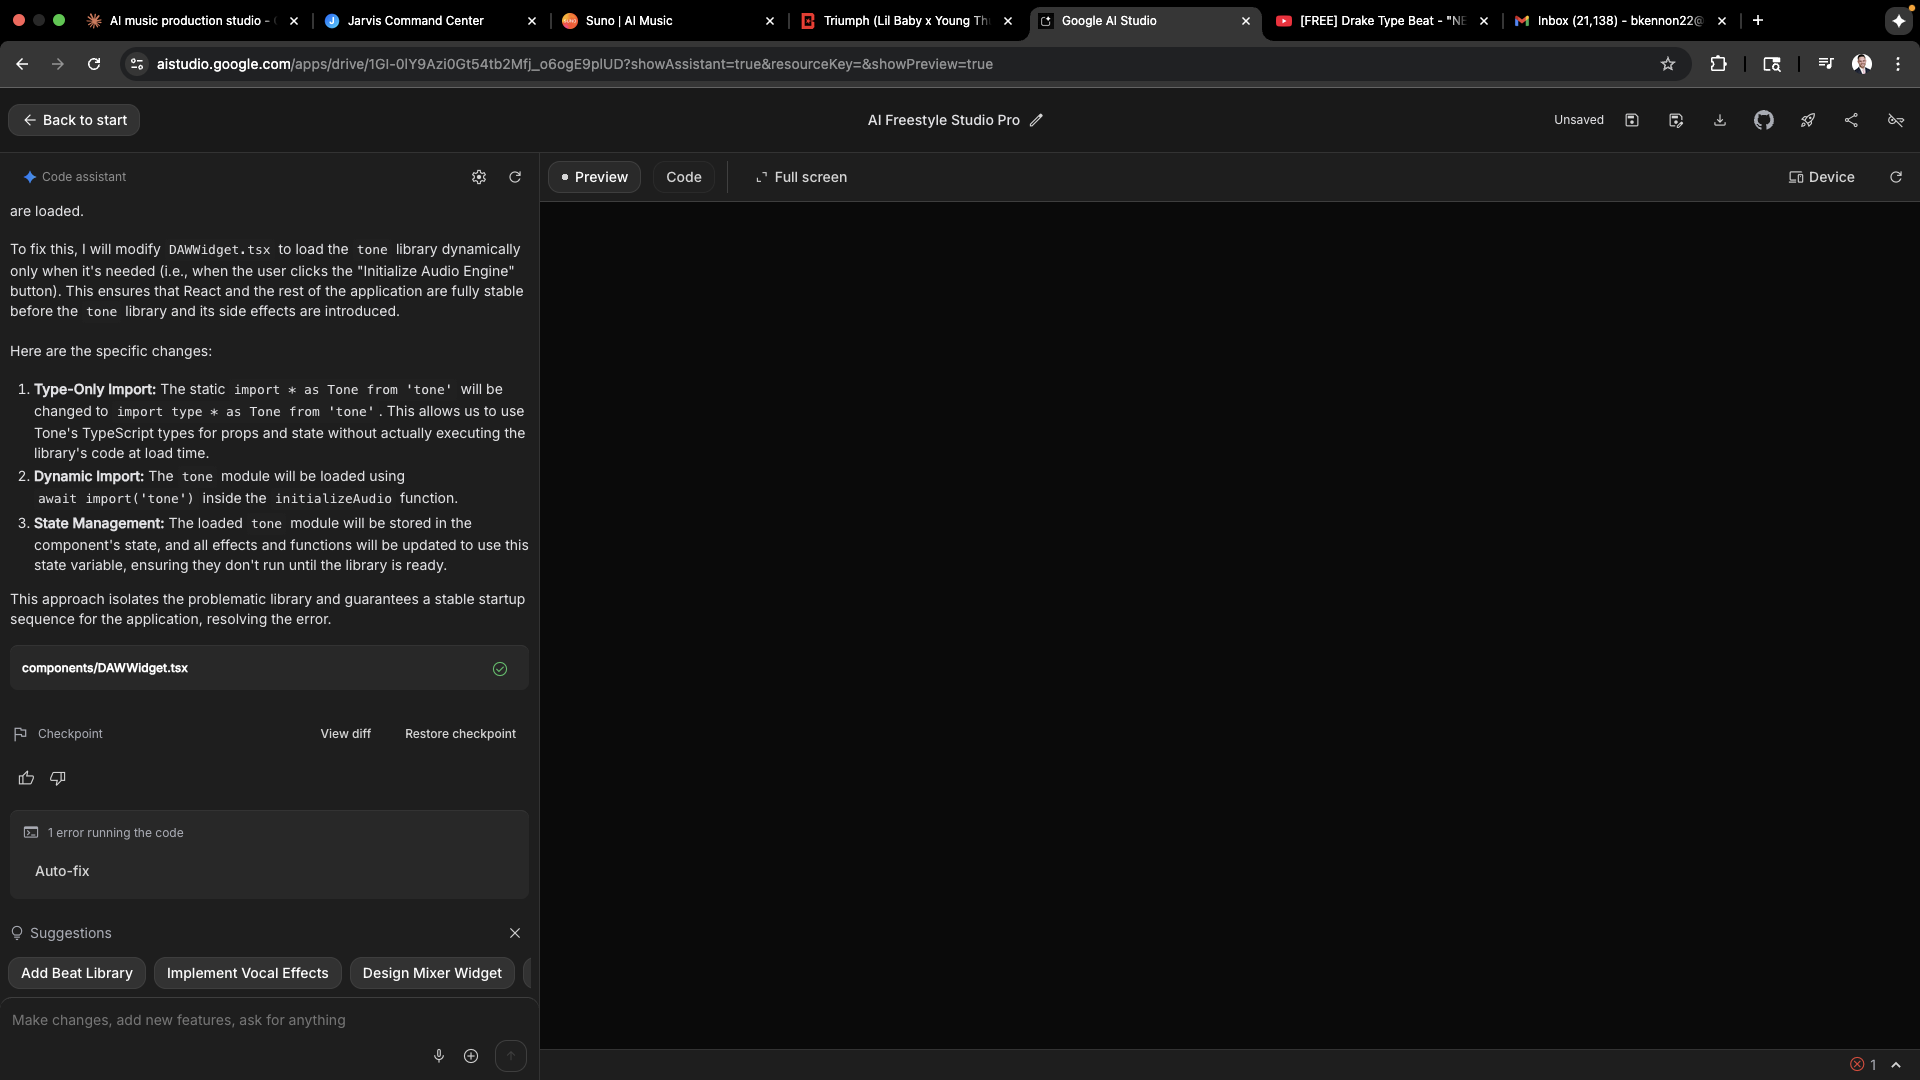 AI music production studio -
Jarvis Command Center
Suno | AI Music
Triumph (Lil Baby x Young Th
Google AI Studio
[FREE] Drake Type Beat - "NE
Inbox (21,138) - bkennon22@
aistudio.google.com/apps/drive/1GI-0lY9Azi0Gt54tb2Mfj_o6ogE9plUD?showAssistant=true&resourceKey=&showPreview=true
Back to start
AI Freestyle Studio Pro
Unsaved
Code assistant
Preview
Code
Full screen
Device
are loaded.
To fix this, I will modify DAWWidget.tsx to load the tone library dynamically
only when it's needed (i.e., when the user clicks the "Initialize Audio Engine"
button). This ensures that React and the rest of the application are fully stable
before the tone library and its side effects are introduced.
Here are the specific changes:
1. Type-Only Import: The static import * as Tone from 'tone' will be
changed to import type * as Tone from 'tone'. This allows us to use
Tone's TypeScript types for props and state without actually executing the
library's code at load time.
2. Dynamic Import: The tone module will be loaded using
await import('tone') inside the initializeAudio function.
3. State Management: The loaded tone module will be stored in the
component's state, and all effects and functions will be updated to use this
state variable, ensuring they don't run until the library is ready.
This approach isolates the problematic library and guarantees a stable startup
sequence for the application, resolving the error.
components/DAWWidget.tsx
Checkpoint
View diff
Restore checkpoint
1 error running the code
Auto-fix
Suggestions
Add Beat Library
Implement Vocal Effects
Design Mixer Widget
Make changes, add new features, ask for anything
1